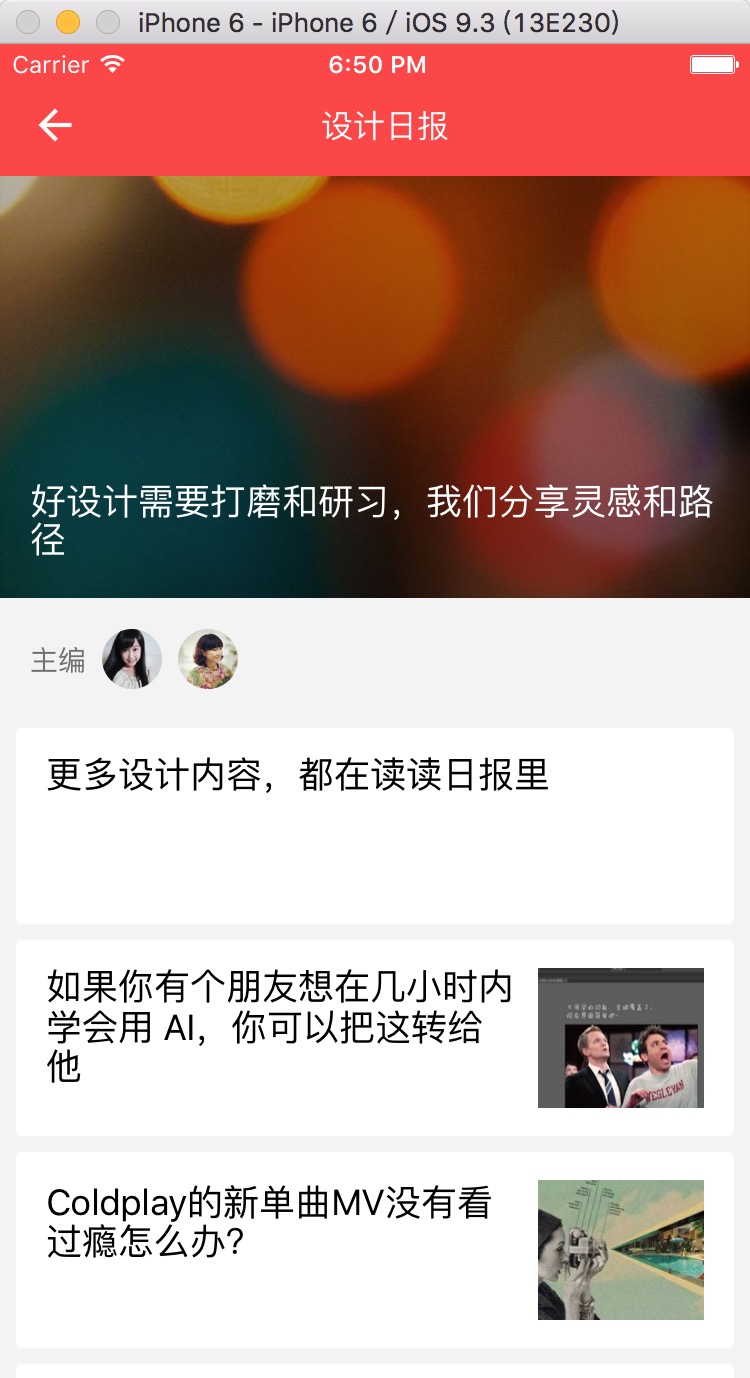 iPhone 6 - iPhone 6 / iOS 9.3 (13E230)
Carrier 6:50 PM
设计日报
好设计需要打磨和研习，我们分享灵感和路
径
主编
更多设计内容，都在读读日报里
如果你有个朋友想在几小时内
学会用 AI，你可以把这转给
他
WESLEYAN
Coldplay的新单曲MV没有看
过瘾怎么办?